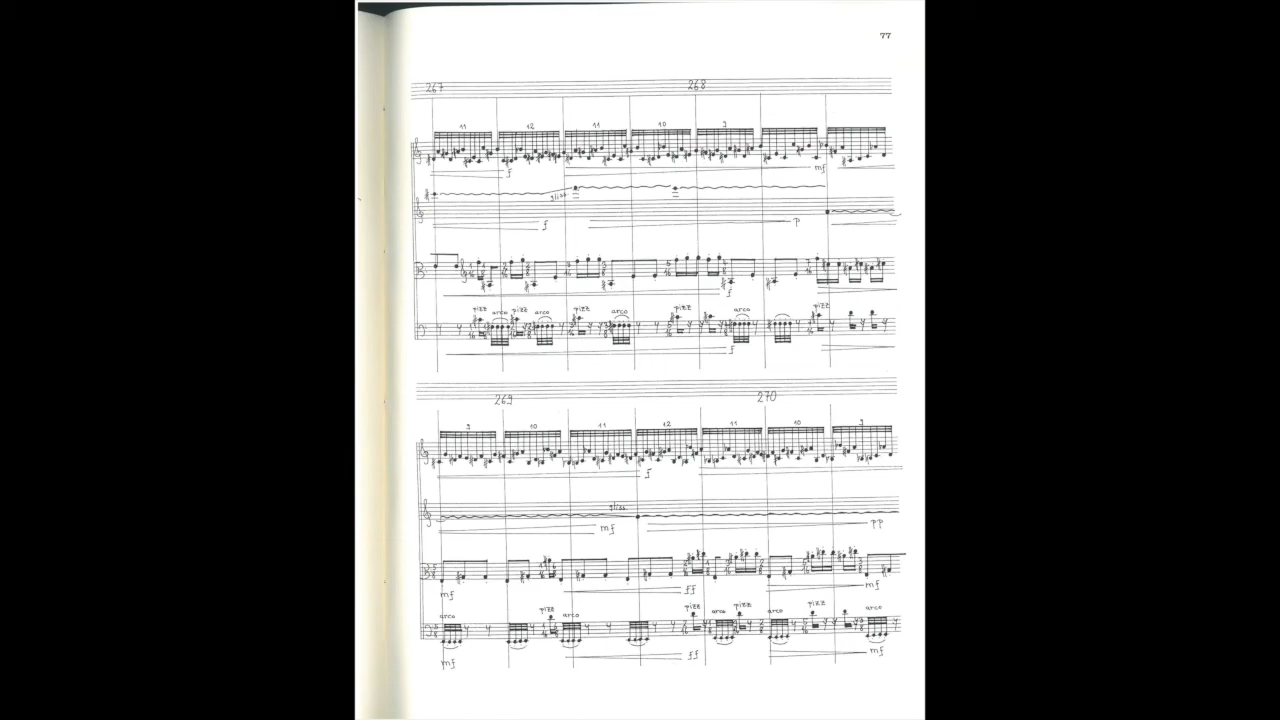 77
267 268
11 12 11 10 9
f mf
gliss
f p
f
pizz arco pizz arco pizz arco pizz pizz arco pizz
f
269 270
9 10 11 12 11 10 9
f
gliss
mf pp
mf ff mf
arco pizz arco pizz arco pizz arco pizz arco
mf ff mf